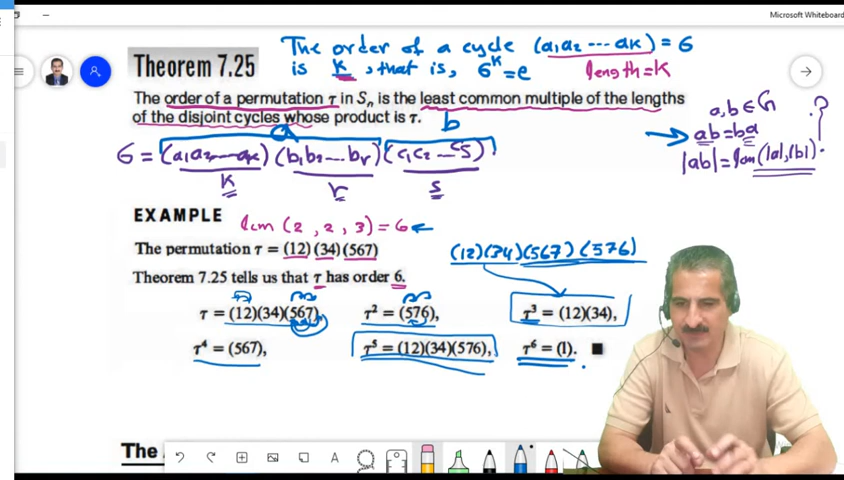 Microsoft Whiteboard
The order of a cycle (a₁a₂ ⋯ aₖ) = σ
is k, that is, σᵏ = e length = k
Theorem 7.25
The order of a permutation τ in Sₙ is the least common multiple of the lengths
of the disjoint cycles whose product is τ.
a b
σ = (a₁a₂ ⋯ aₖ)(b₁b₂ ⋯ bᵣ)(c₁c₂ ⋯ cₛ)
k r s
a, b ∈ G ?
ab = ba
|ab| = lcm(|a|, |b|)
EXAMPLE
lcm (2, 2, 3) = 6
The permutation τ = (12)(34)(567)
(12)(34)(567)(576)
Theorem 7.25 tells us that τ has order 6.
τ = (12)(34)(567), τ² = (576), τ³ = (12)(34),
τ⁴ = (567), τ⁵ = (12)(34)(576), τ⁶ = (1). ■
The